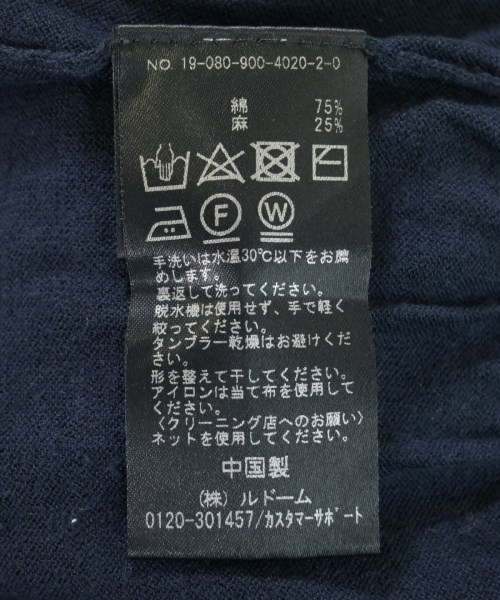 NO. 19-080-900-4020-2-0
綿 75%
麻 25%
F W
手洗いは水温30℃以下をお薦
めします。
裏返して洗ってください。
脱水機は使用せず、手で軽く
絞ってください。
タンブラー乾燥はお避けくだ
さい。
形を整えて干してください。
アイロンは当て布を使用して
ください。
〈クリーニング店へのお願い〉
ネットを使用してください。
中国製
(株) ルドーム
0120-301457/カスタマーサポート